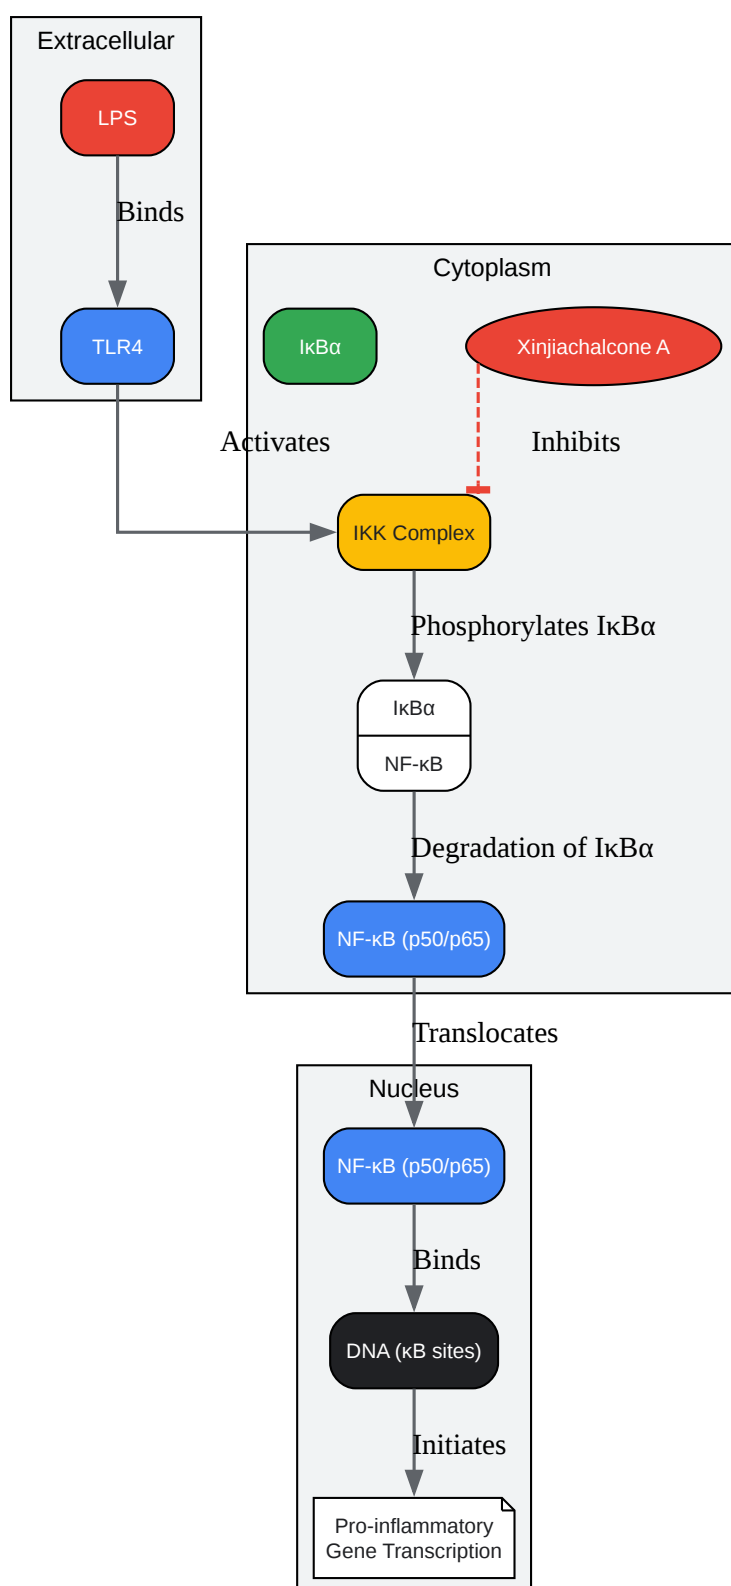 Extracellular
LPS
Binds
TLR4
Cytoplasm
IκBα
Xinjiachalcone A
Activates
Inhibits
IKK Complex
Phosphorylates IκBα
IκBα
NF-κB
Degradation of IκBα
NF-κB (p50/p65)
Translocates
Nucleus
NF-κB (p50/p65)
Binds
DNA (κB sites)
Initiates
Pro-inflammatory
Gene Transcription